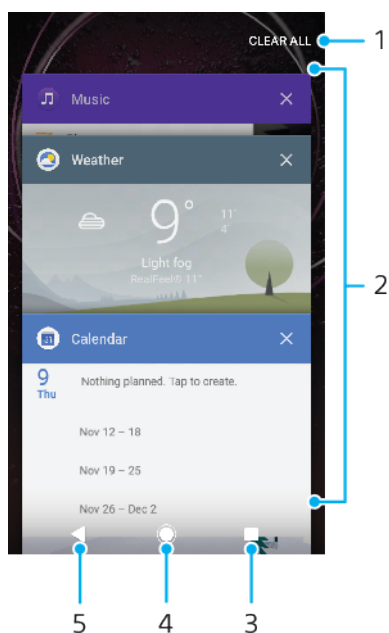 CLEAR ALL
1
Music
Weather
9°
11°
4°
Light fog
RealFeel® 11°
2
31
Calendar
9
Thu
Nothing planned. Tap to create.
Nov 12 – 18
Nov 19 – 25
Nov 26 – Dec 2
5
4
3